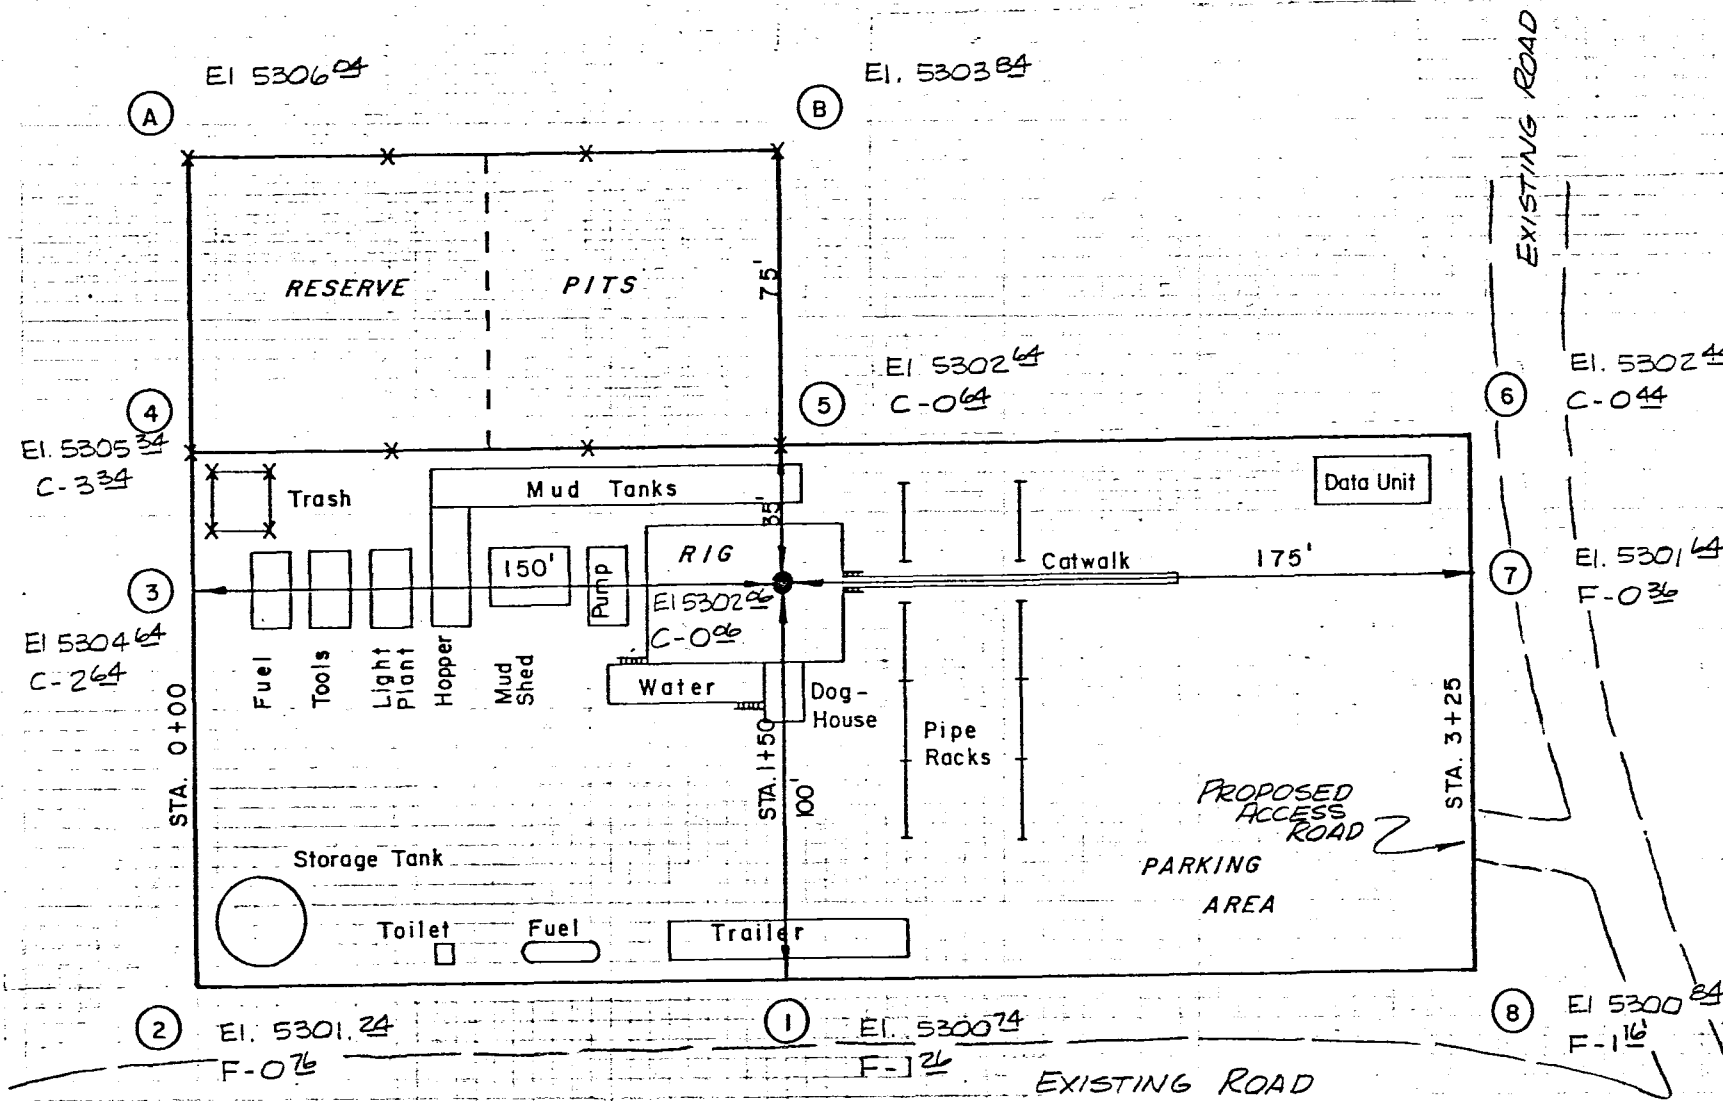 EXISTING ROAD
El 5306 04
El. 5303 84
A
B
RESERVE PITS
75'
El 5302 64
C-0 64
El. 5302 44
C-0 44
4
5
6
El. 5305 34
C-3 34
Trash
Mud Tanks
35'
Data Unit
RIG
Catwalk
175'
El. 5301 64
F-0 36
3
150'
Pump
7
El 5302 06
C-0 06
El 5304 64
C-2 64
Fuel
Tools
Light
Plant
Hopper
Mud
Shed
Water
Dog-
House
STA. 0+00
STA. 1+50
100'
Pipe
Racks
STA. 3+25
PROPOSED
ACCESS
ROAD
Storage Tank
PARKING
AREA
Toilet
Fuel
Trailer
2
El. 5301.24
F-0 76
1
El. 5300 74
F-1 26
8
El 5300 84
F-1 16'
EXISTING ROAD